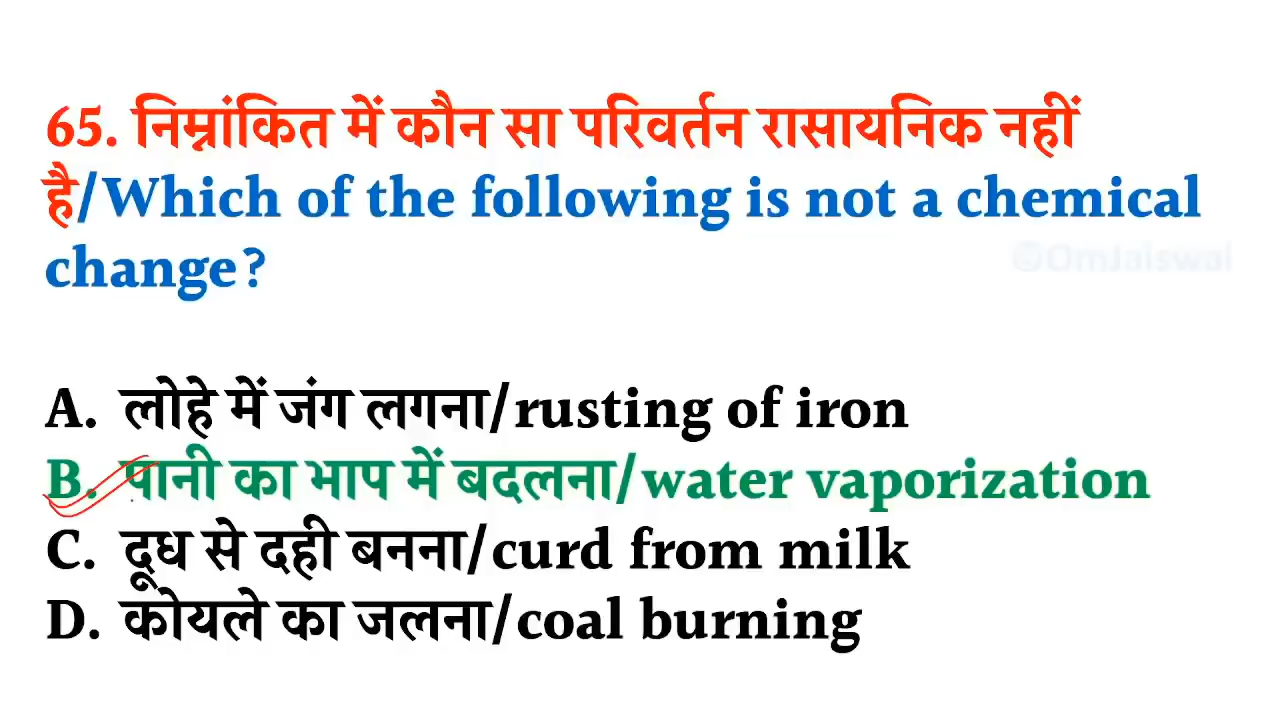 65. निम्नांकित में कौन सा परिवर्तन रासायनिक नहीं
है/Which of the following is not a chemical
change?
@OmJaiswal
A. लोहे में जंग लगना/rusting of iron
B. पानी का भाप में बदलना/water vaporization
C. दूध से दही बनना/curd from milk
D. कोयले का जलना/coal burning